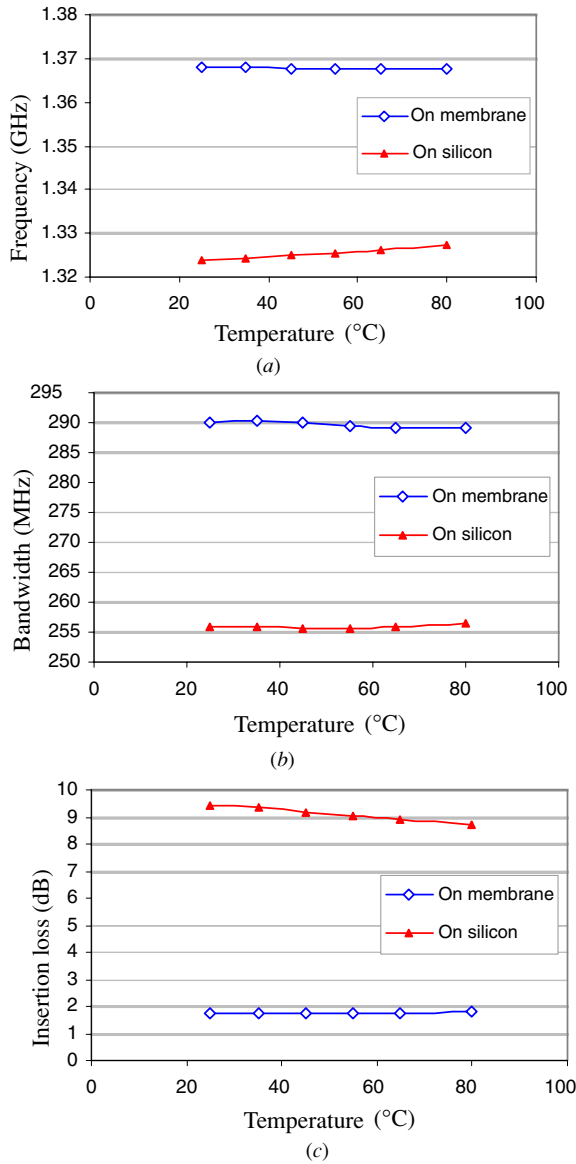 1.38
1.37
1.36
1.35
1.34
1.33
1.32
Frequency (GHz)
On membrane
On silicon
0 20 40 60 80 100
Temperature (°C)
(a)
295
290
285
280
275
270
265
260
255
250
Bandwidth (MHz)
On membrane
On silicon
0 20 40 60 80 100
Temperature (°C)
(b)
10
9
8
7
6
5
4
3
2
1
0
Insertion loss (dB)
On membrane
On silicon
0 20 40 60 80 100
Temperature (°C)
(c)